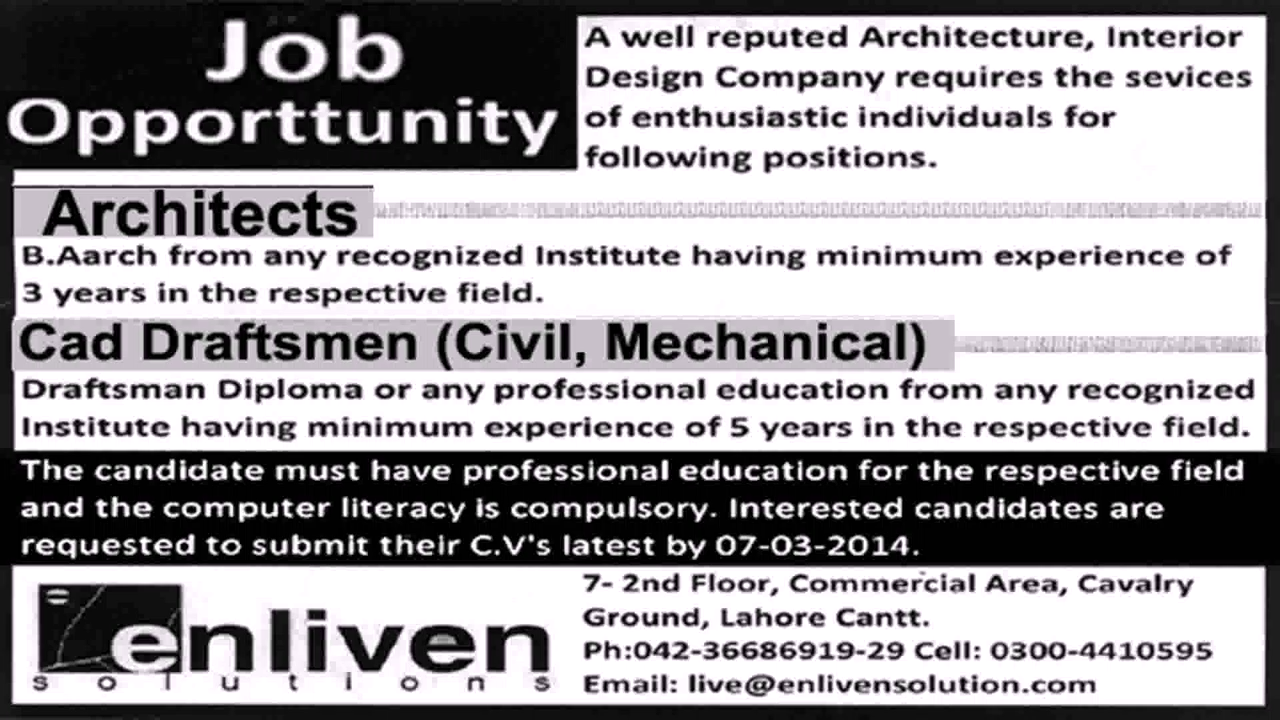 Job
Opporttunity
A well reputed Architecture, Interior
Design Company requires the sevices
of enthusiastic individuals for
following positions.
Architects
B.Aarch from any recognized Institute having minimum experience of
3 years in the respective field.
Cad Draftsmen (Civil, Mechanical)
Draftsman Diploma or any professional education from any recognized
Institute having minimum experience of 5 years in the respective field.
The candidate must have professional education for the respective field
and the computer literacy is compulsory. Interested candidates are
requested to submit their C.V's latest by 07-03-2014.
enliven
solutions
7- 2nd Floor, Commercial Area, Cavalry
Ground, Lahore Cantt.
Ph:042-36686919-29 Cell: 0300-4410595
Email: live@enlivensolution.com